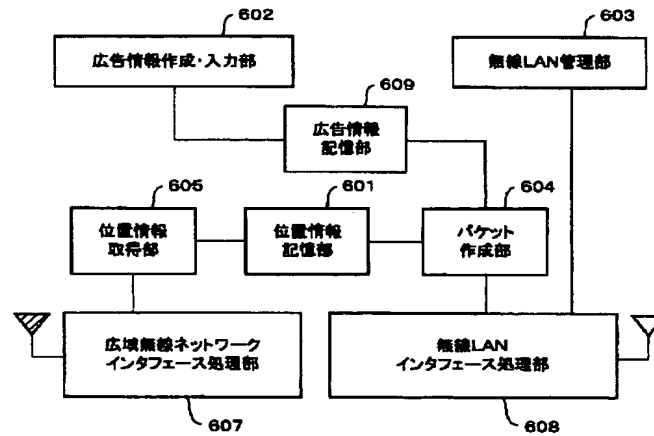 602
広告情報作成・入力部
603
無線LAN管理部
609
広告情報
記憶部
605
位置情報
取得部
601
位置情報
記憶部
604
パケット
作成部
広域無線ネットワーク
インタフェース処理部
607
無線LAN
インタフェース処理部
608